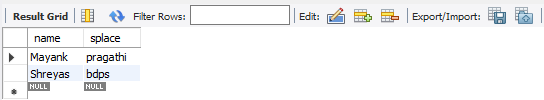 Result Grid Filter Rows: Edit: Export/Import:
name splace
Mayank pragathi
Shreyas bdps
NULL NULL